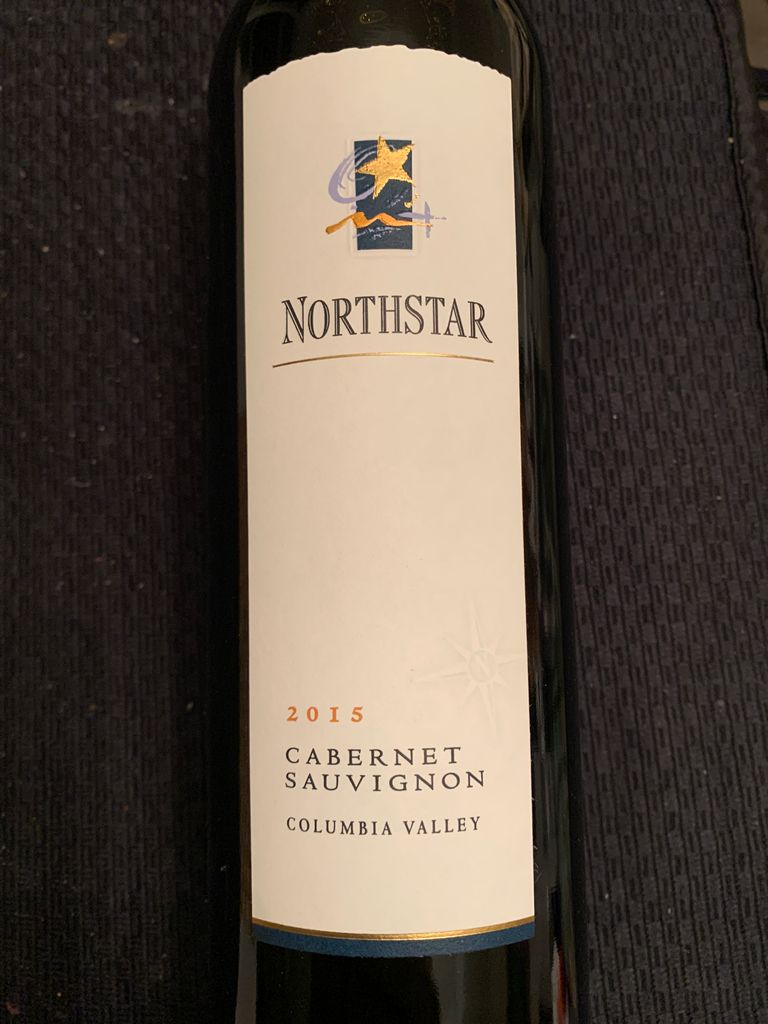 NORTHSTAR
2015
CABERNET
SAUVIGNON
COLUMBIA VALLEY